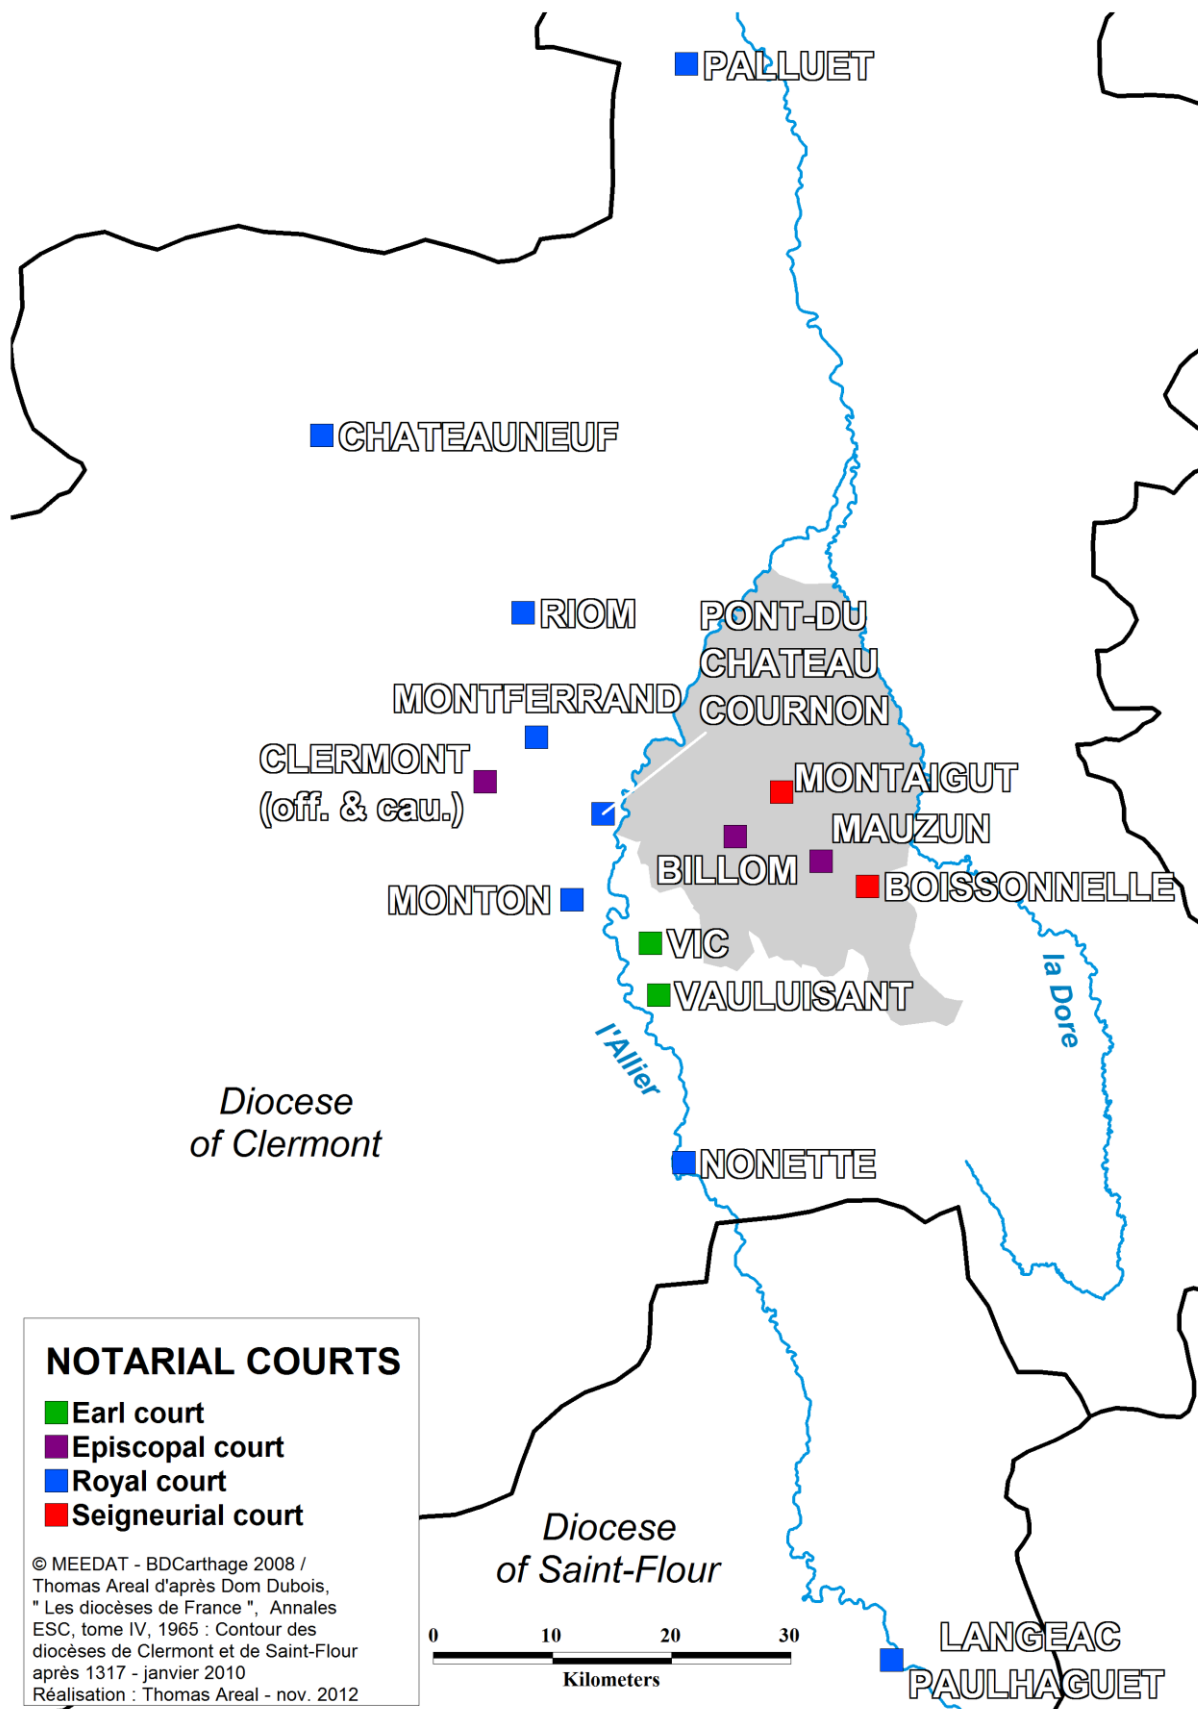 PALLUET
CHATEAUNEUF
RIOM
PONT-DU
CHATEAU
COURNON
MONTFERRAND
CLERMONT
(off. & cau.)
MONTAIGUT
MAUZUN
BILLOM
BOISSONNELLE
MONTON
VIC
VAULUISANT
la Dore
l'Allier
Diocese
of Clermont
NONETTE
NOTARIAL COURTS
Earl court
Episcopal court
Royal court
Seigneurial court
© MEEDAT - BDCarthage 2008 /
Thomas Areal d'après Dom Dubois,
" Les diocèses de France ", Annales
ESC, tome IV, 1965 : Contour des
diocèses de Clermont et de Saint-Flour
après 1317 - janvier 2010
Réalisation : Thomas Areal - nov. 2012
Diocese
of Saint-Flour
0 10 20 30
Kilometers
LANGEAC
PAULHAGUET